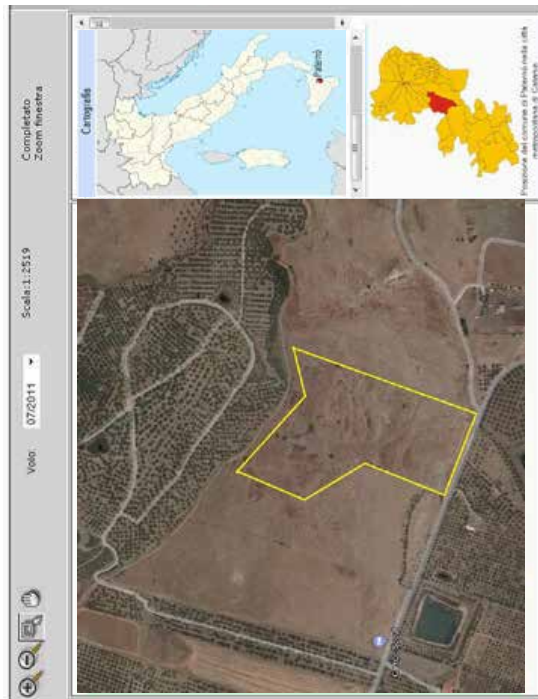 Volo: 07/2011
Scala:1:2519
Completato
Zoom finestra
Cartografia
Paternò
Posizione del comune di Paternò nella città
metropolitana di Catania